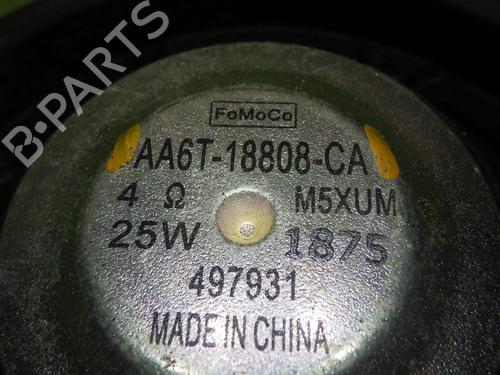 FoMoCo
AA6T-18808-CA
4 Ω M5XUM
25W 1875
497931
MADE IN CHINA
B-PARTS